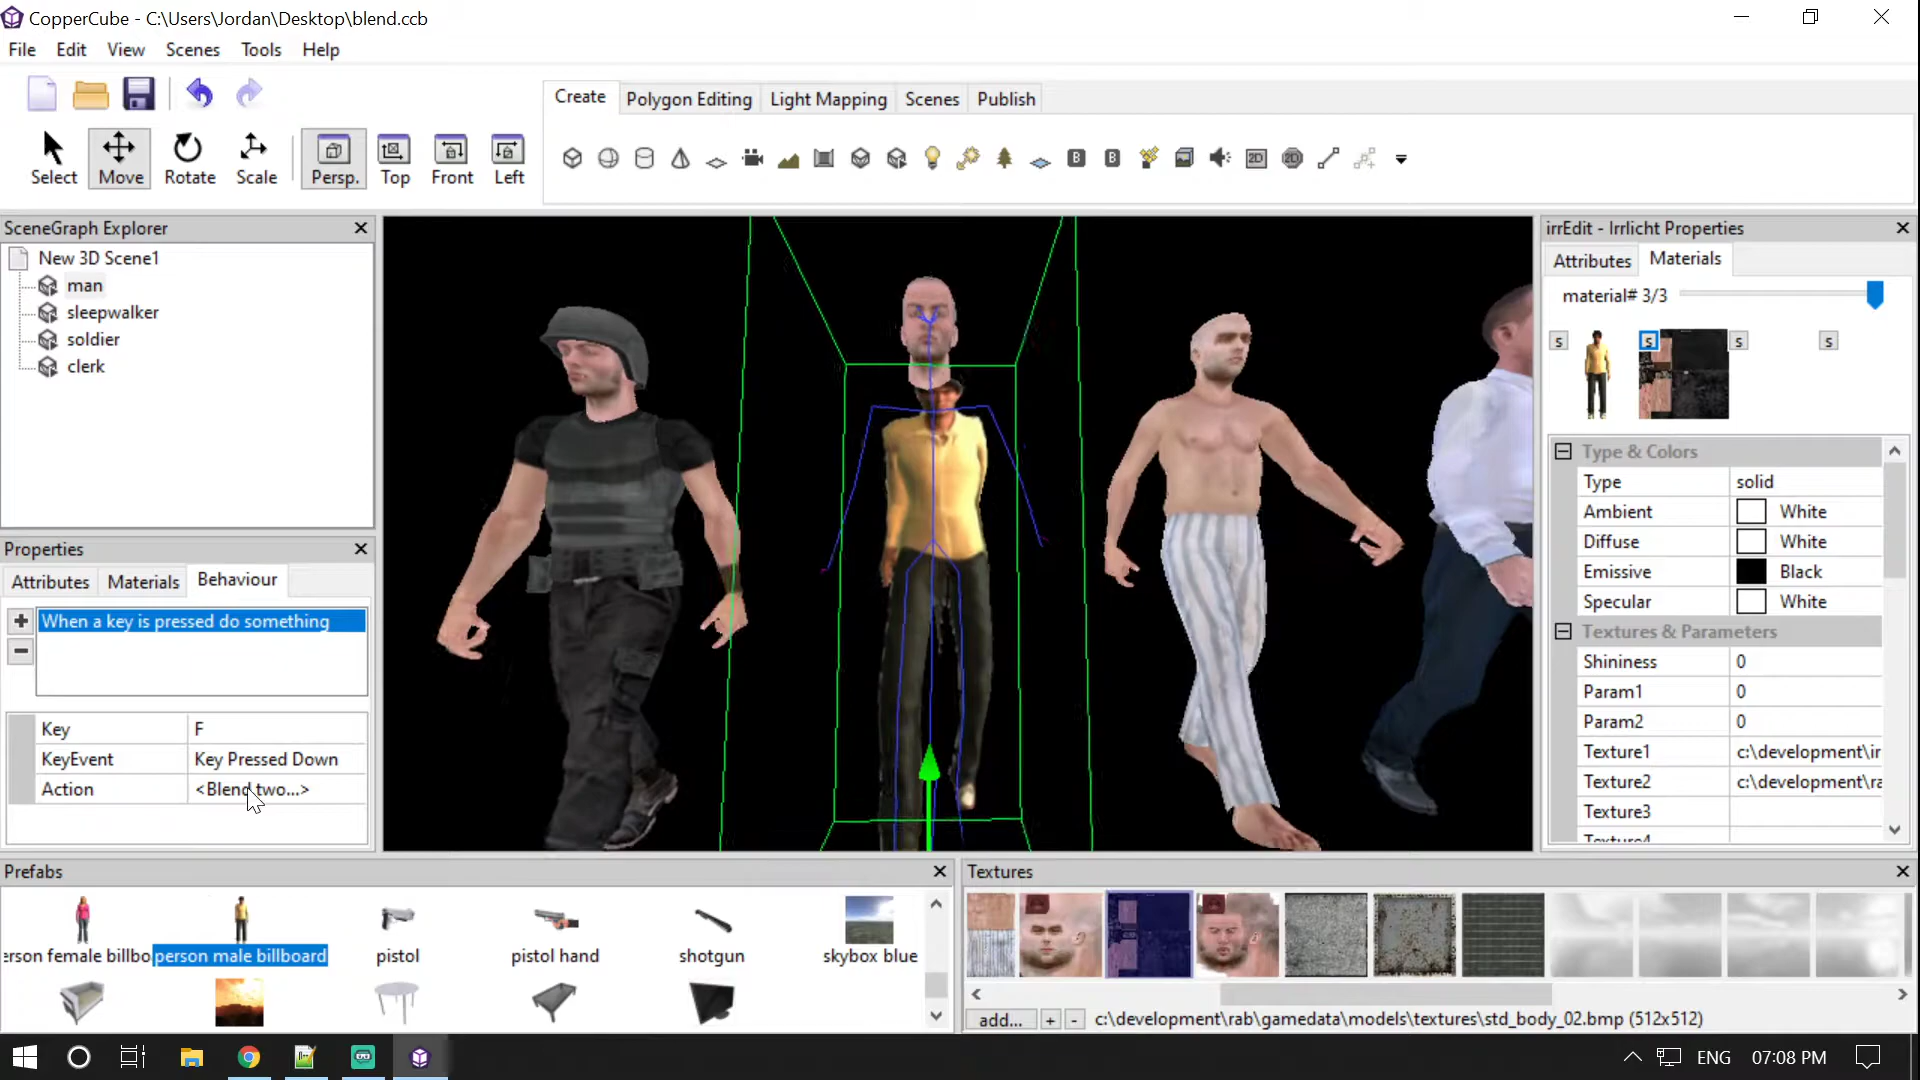 CopperCube - C:\Users\Jordan\Desktop\blend.ccb
File Edit View Scenes Tools Help
Create Polygon Editing Light Mapping Scenes Publish
Select Move Rotate Scale Persp. Top Front Left
B B 2D 2D
SceneGraph Explorer
New 3D Scene1
man
sleepwalker
soldier
clerk
Properties
Attributes Materials Behaviour
When a key is pressed do something
Key F
KeyEvent Key Pressed Down
Action <Blend two...>
irrEdit - Irrlicht Properties
Attributes Materials
material# 3/3
s s s s
Type & Colors
Type solid
Ambient White
Diffuse White
Emissive Black
Specular White
Textures & Parameters
Shininess 0
Param1 0
Param2 0
Texture1 c:\development\ir
Texture2 c:\development\ra
Texture3
Texture4
Prefabs
erson female billbo person male billboard pistol pistol hand shotgun skybox blue
Textures
add... + - c:\development\rab\gamedata\models\textures\std_body_02.bmp (512x512)
ENG 07:08 PM